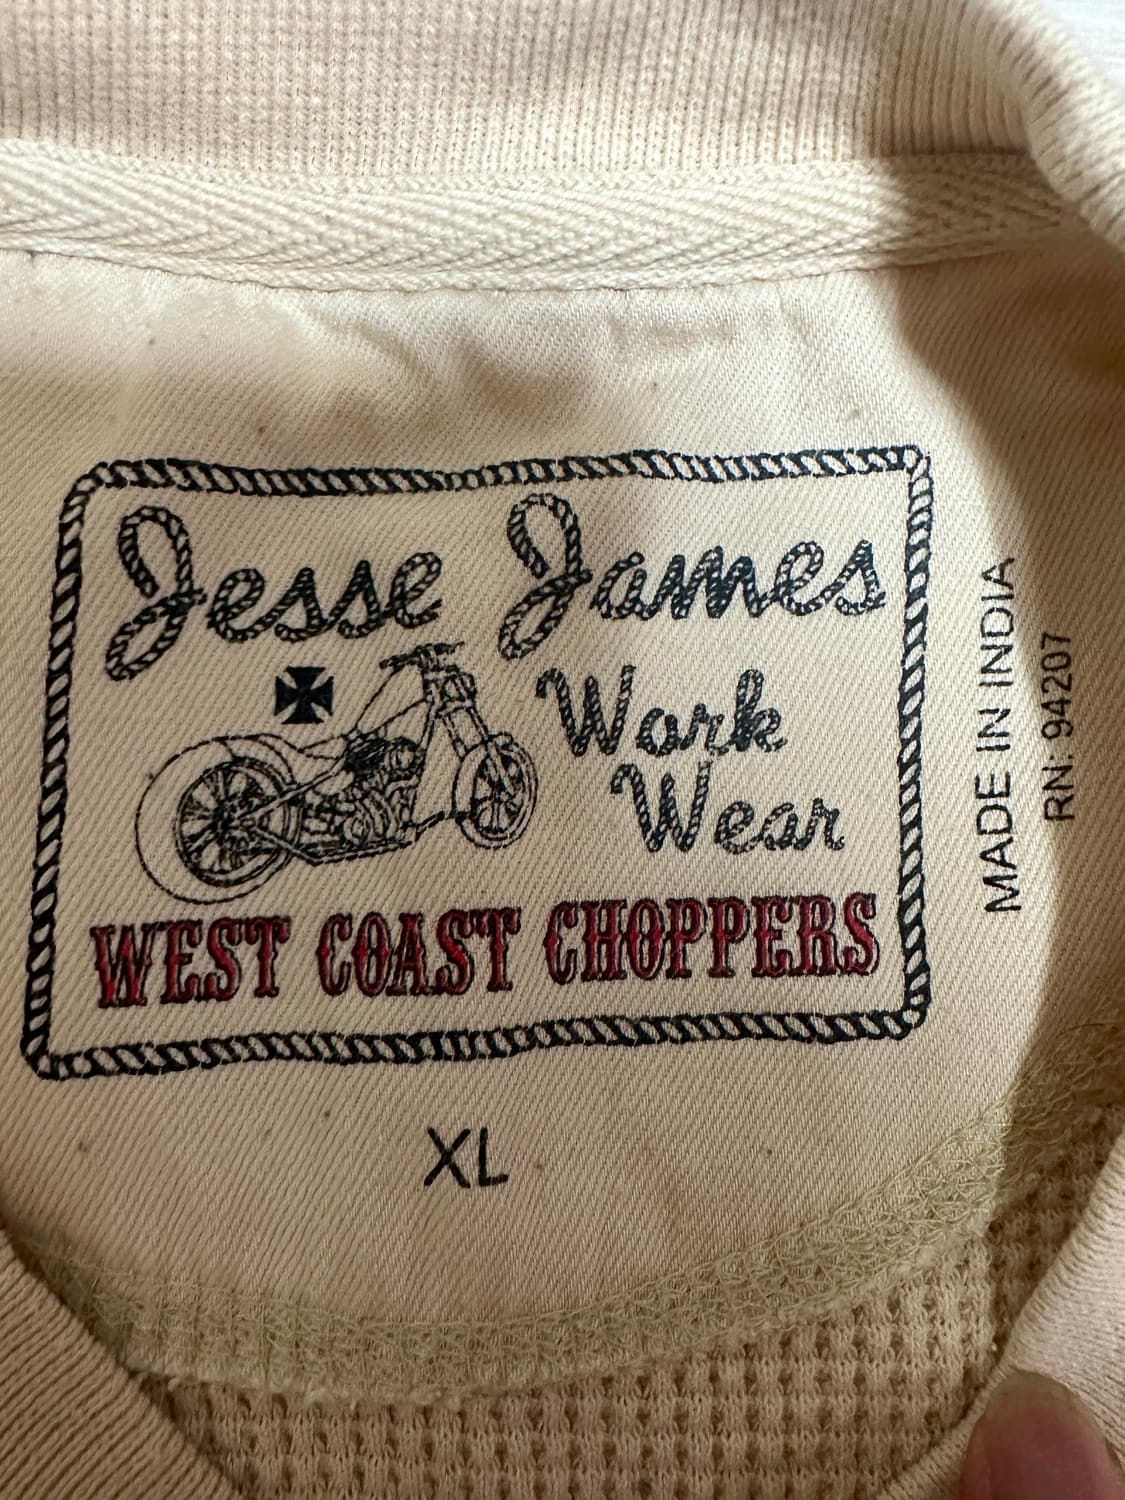 Jesse James
Work
Wear
WEST COAST CHOPPERS
XL
MADE IN INDIA
RN: 94207